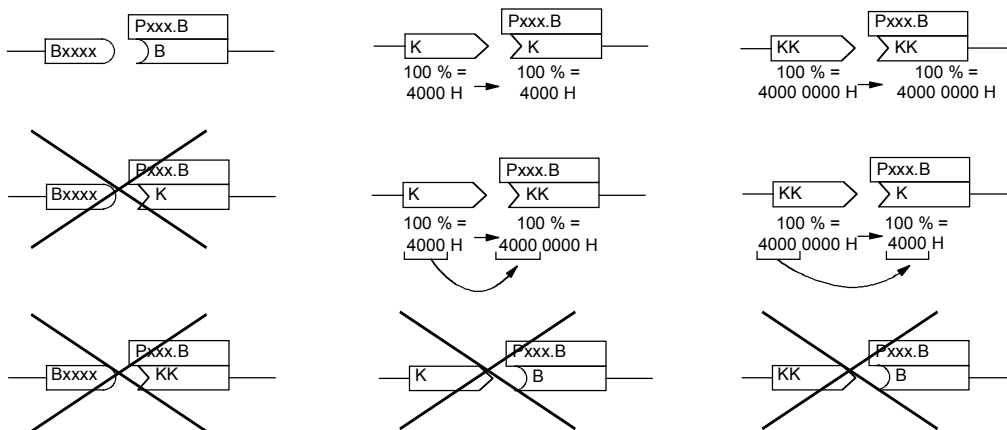 Pxxx.B
Bxxxx
B
Pxxx.B
K
K
100 % =
100 % =
4000 H
4000 H
Pxxx.B
KK
KK
100 % =
100 % =
4000 0000 H
4000 0000 H
Pxxx.B
Bxxxx
K
Pxxx.B
K
KK
100 % =
100 % =
4000 H
4000 0000 H
Pxxx.B
KK
K
100 % =
100 % =
4000 0000 H
4000 H
Pxxx.B
Bxxxx
KK
Pxxx.B
K
B
Pxxx.B
KK
B